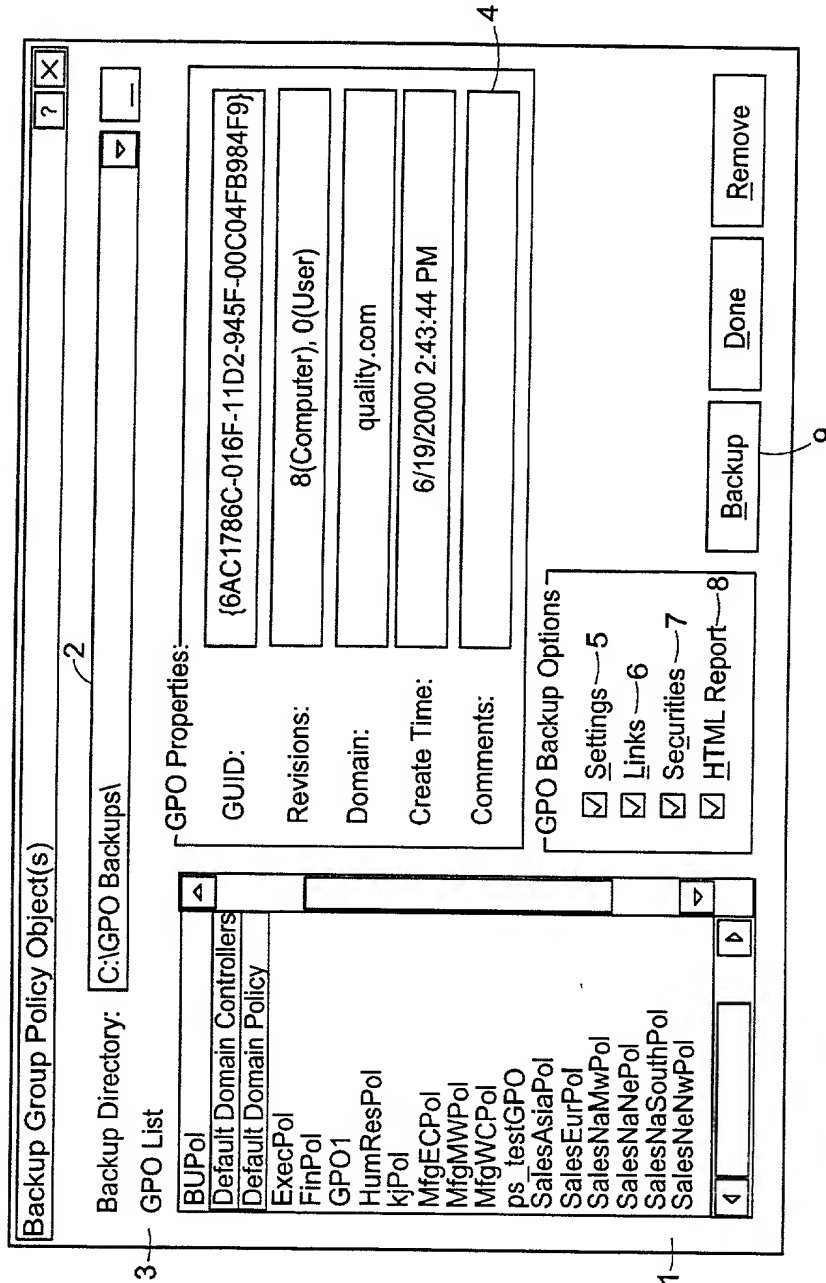 Backup Group Policy Object(s)
? X
Backup Directory: C:\GPO Backups\
2
3
GPO List
BUPol
Default Domain Controllers
Default Domain Policy
ExecPol
FinPol
GPO1
HumResPol
kjPol
MfgECPol
MfgMWPol
MfgWCPol
ps_testGPO
SalesAsiaPol
SalesEurPol
SalesNaMwPol
SalesNaNePol
SalesNaSouthPol
SalesNeNwPol
1
GPO Properties:
GUID: {6AC1786C-016F-11D2-945F-00C04FB984F9}
Revisions: 8(Computer), 0(User)
Domain: quality.com
Create Time: 6/19/2000 2:43:44 PM
Comments:
4
GPO Backup Options
Settings 5
Links 6
Securities 7
HTML Report 8
Backup Done Remove
9